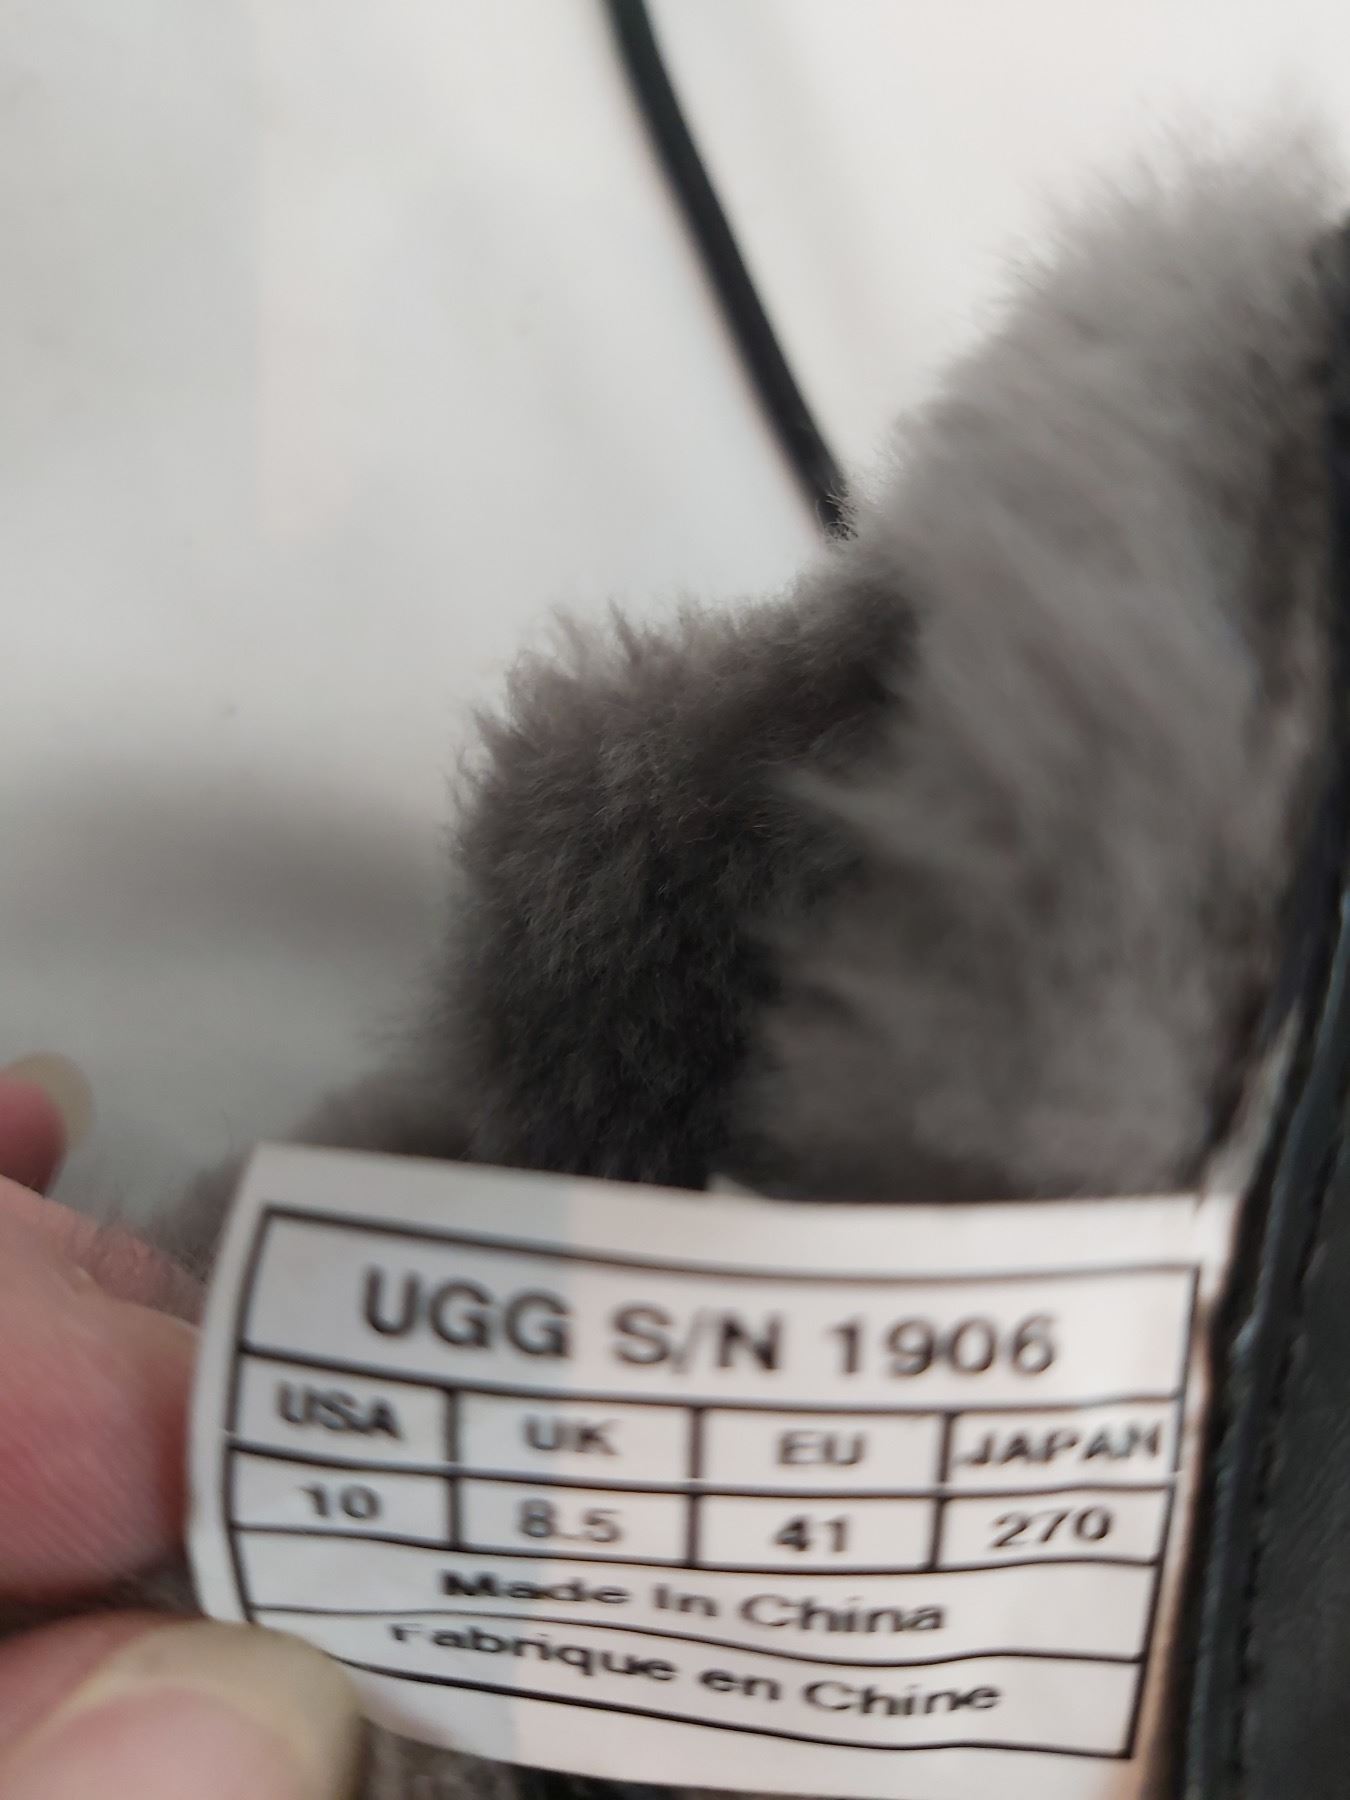 UGG S/N 1906
USA UK EU JAPAN
10 8.5 41 270
Made In China
Fabrique en Chine